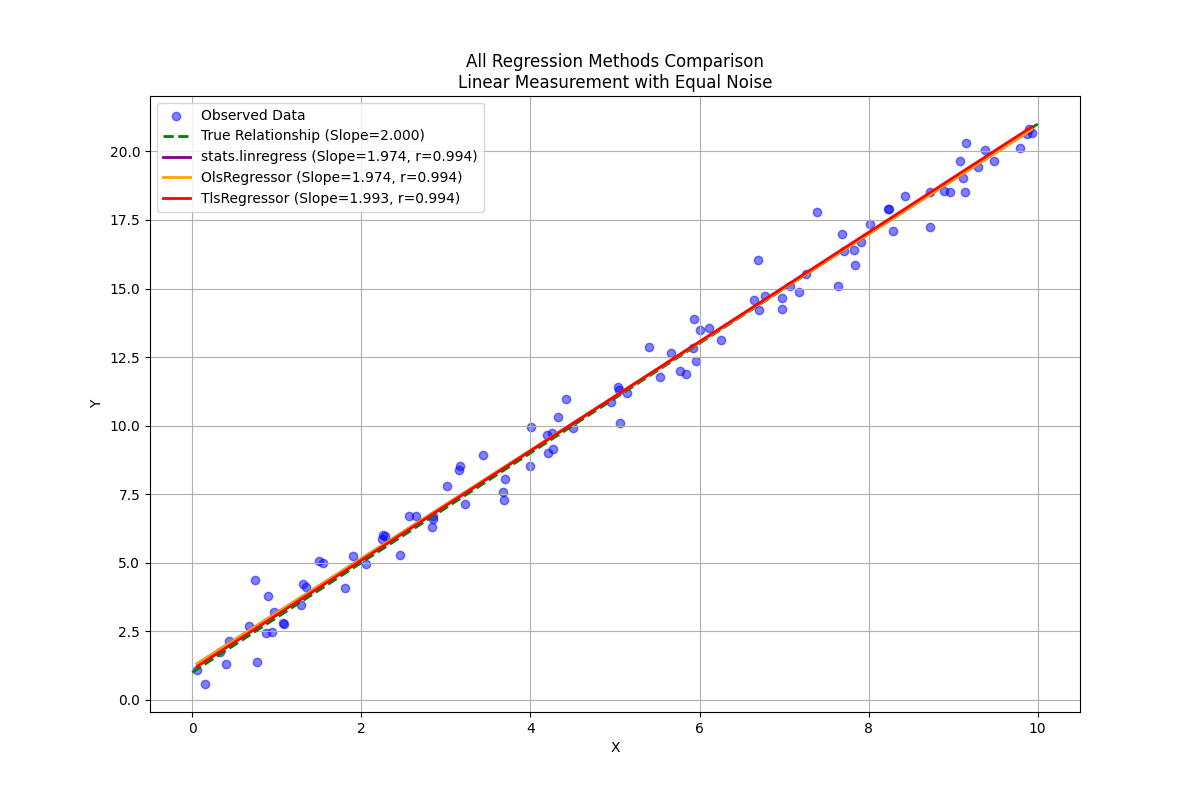 All Regression Methods Comparison
Linear Measurement with Equal Noise
Observed Data
True Relationship (Slope=2.000)
stats.linregress (Slope=1.974, r=0.994)
OlsRegressor (Slope=1.974, r=0.994)
TlsRegressor (Slope=1.993, r=0.994)
20.0
17.5
15.0
12.5
10.0
7.5
5.0
2.5
0.0
Y
0 2 4 6 8 10
X